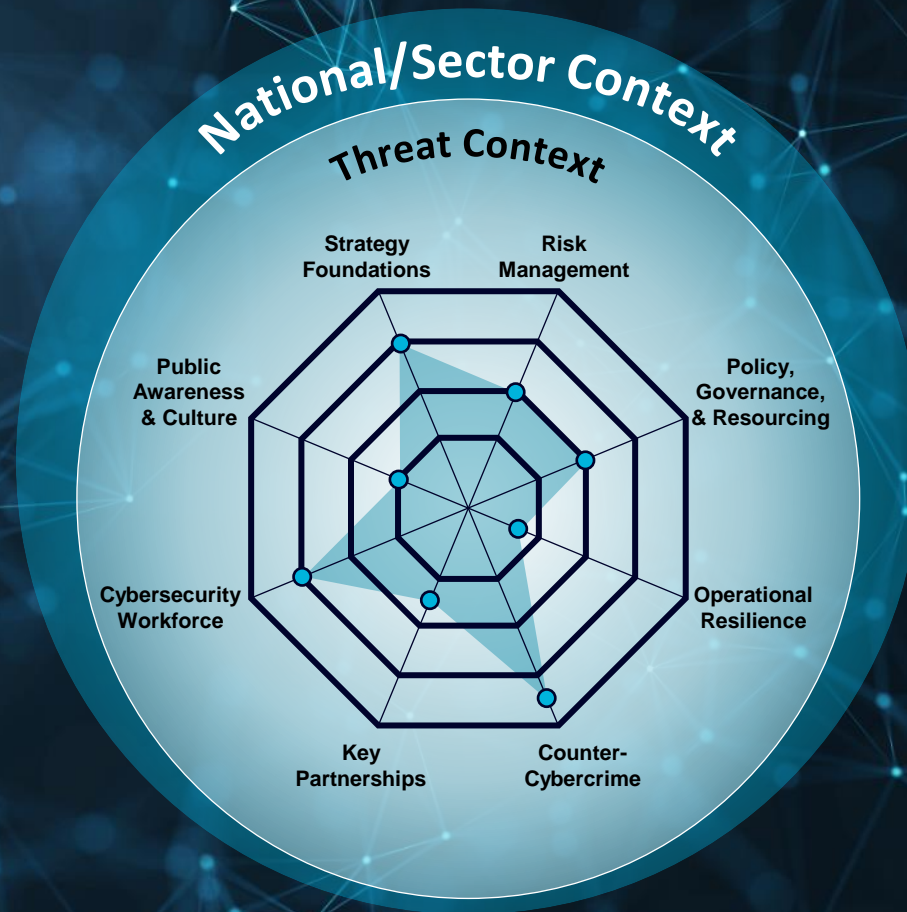 National/Sector Context
Threat Context
Strategy
Foundations
Risk
Management
Public
Awareness
& Culture
Policy,
Governance,
& Resourcing
Cybersecurity
Workforce
Operational
Resilience
Key
Partnerships
Counter-
Cybercrime